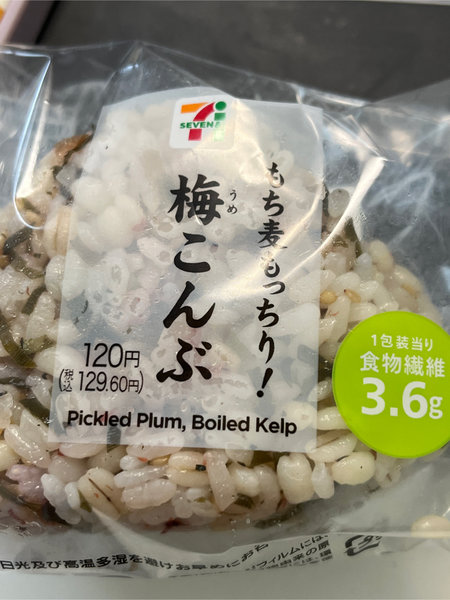 7
SEVEN&i
もち麦もっちり！
梅こんぶ
うめ
120円
(税込129.60円)
Pickled Plum, Boiled Kelp
1包装当り
食物繊維
3.6g
日光及び高温多湿を避けお早めにお
フィルムには、